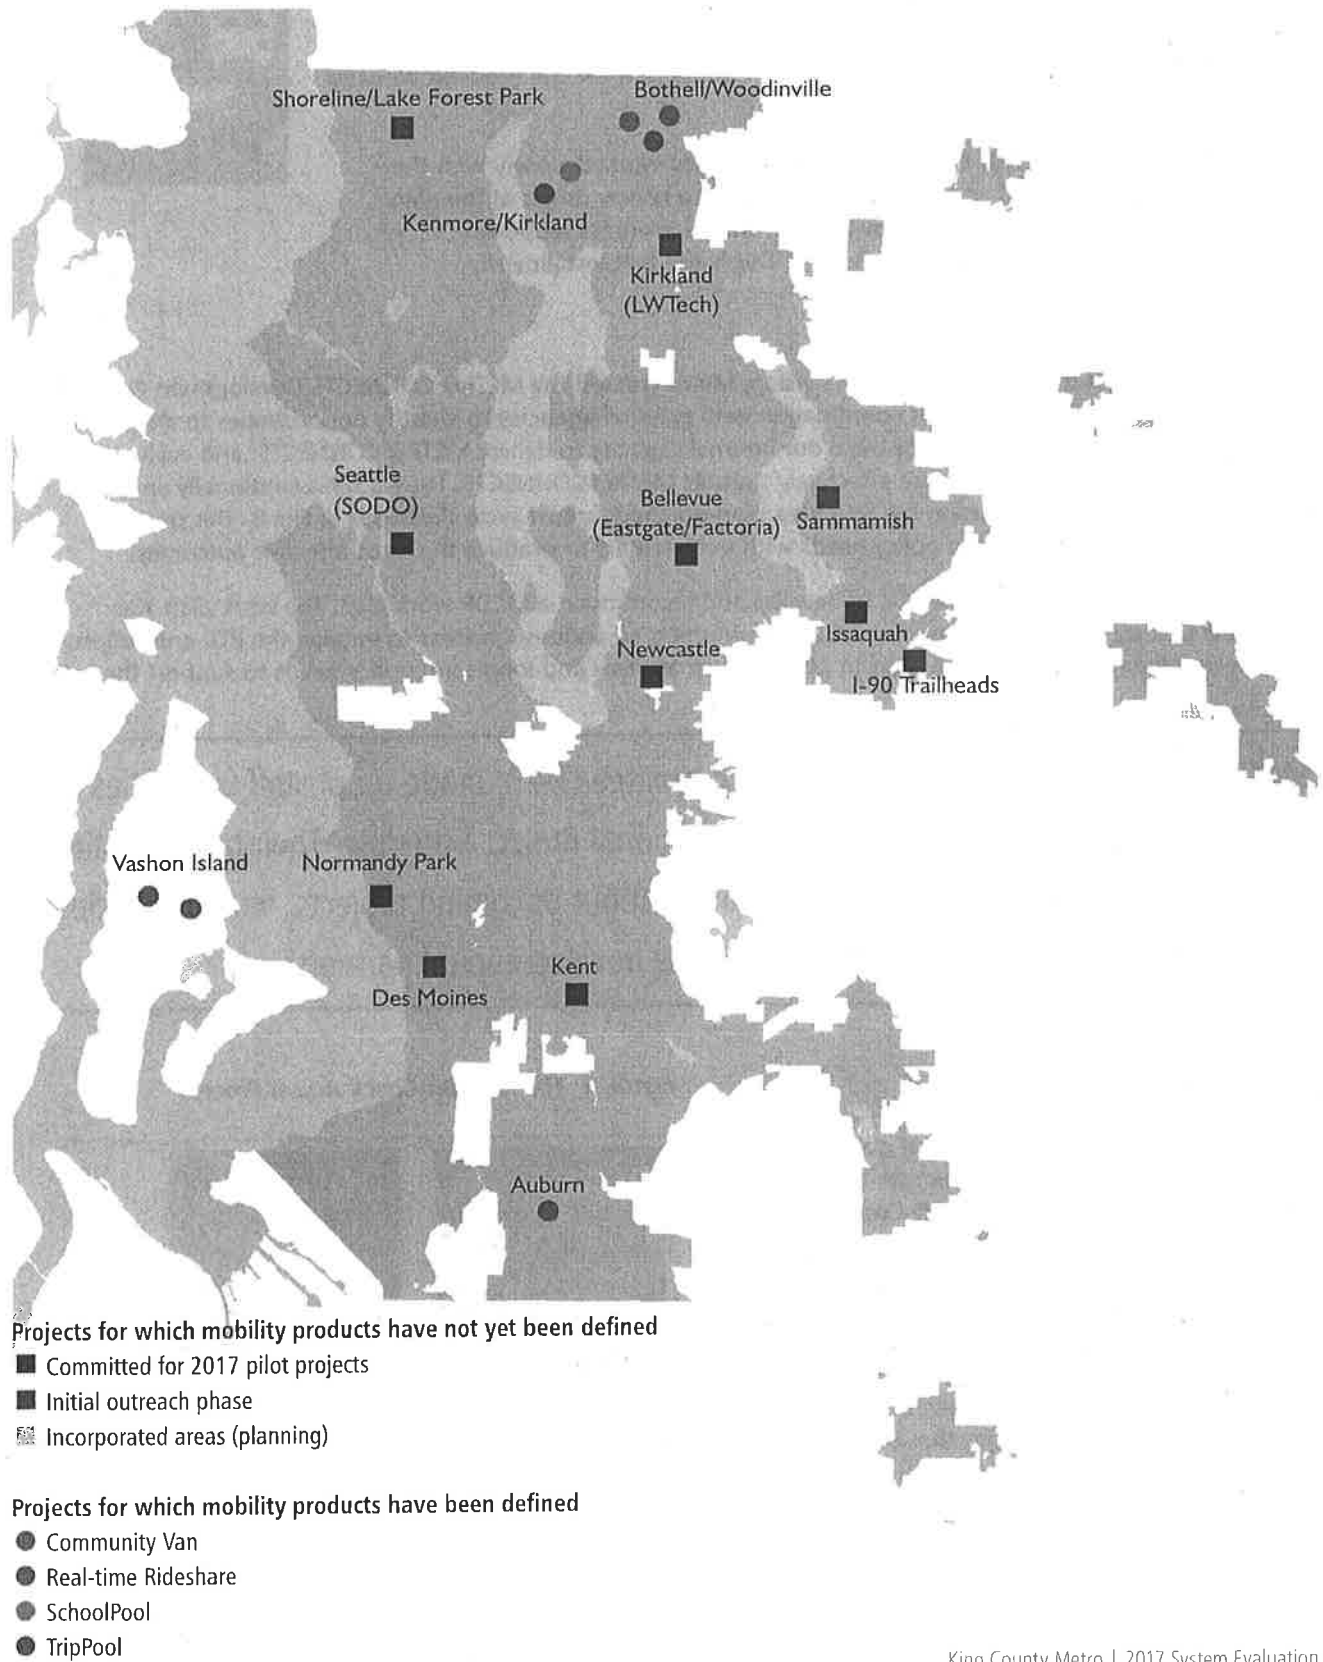 Bothell/Woodinville
Shoreline/Lake Forest Park
Kenmore/Kirkland
Kirkland
(LWTech)
Seattle
(SODO)
Bellevue
(Eastgate/Factoria)
Sammamish
Issaquah
Newcastle
I-90 Trailheads
Vashon Island
Normandy Park
Des Moines
Kent
Auburn
Projects for which mobility products have not yet been defined
Committed for 2017 pilot projects
Initial outreach phase
Incorporated areas (planning)
Projects for which mobility products have been defined
Community Van
Real-time Rideshare
SchoolPool
TripPool
King County Metro | 2017 System Evaluation